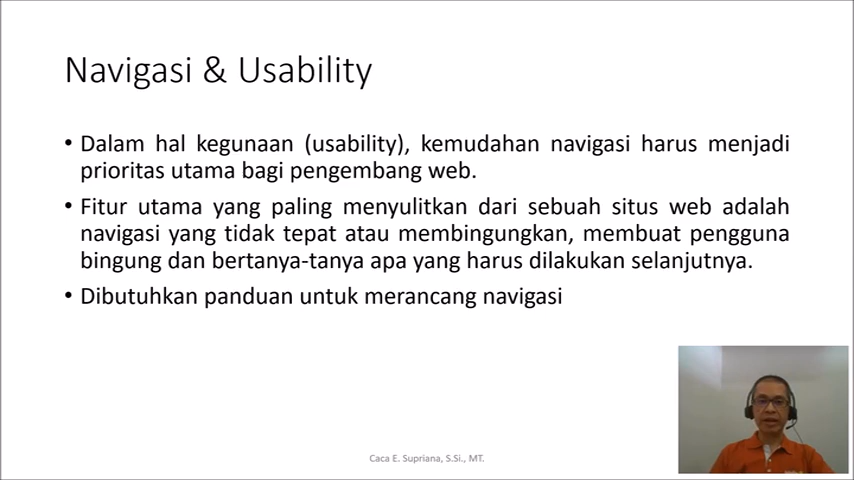 Navigasi & Usability
• Dalam hal kegunaan (usability), kemudahan navigasi harus menjadi
prioritas utama bagi pengembang web.
• Fitur utama yang paling menyulitkan dari sebuah situs web adalah
navigasi yang tidak tepat atau membingungkan, membuat pengguna
bingung dan bertanya-tanya apa yang harus dilakukan selanjutnya.
• Dibutuhkan panduan untuk merancang navigasi
Caca E. Supriana, S.Si., MT.